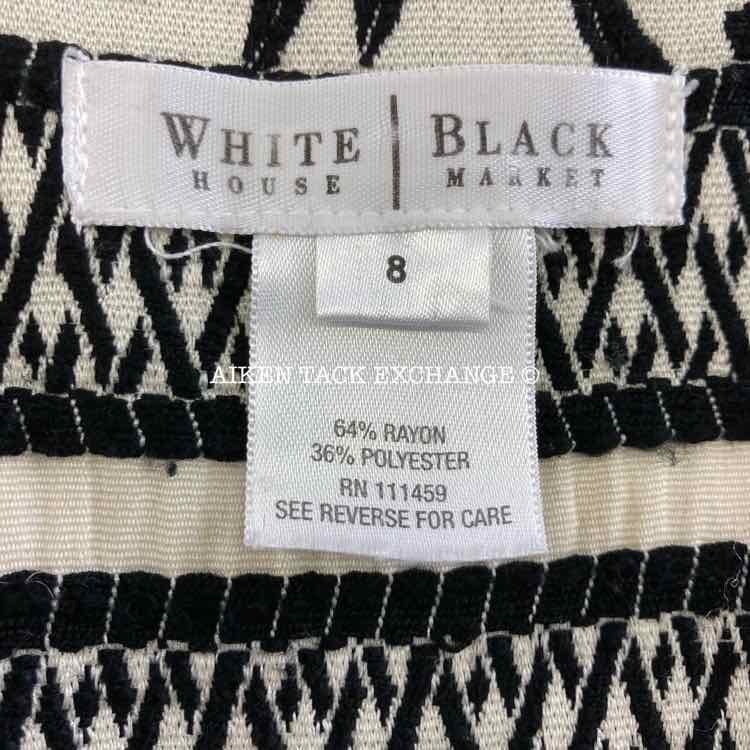 WHITE | BLACK
HOUSE MARKET
8
AIKEN TACK EXCHANGE ©
64% RAYON
36% POLYESTER
RN 111459
SEE REVERSE FOR CARE